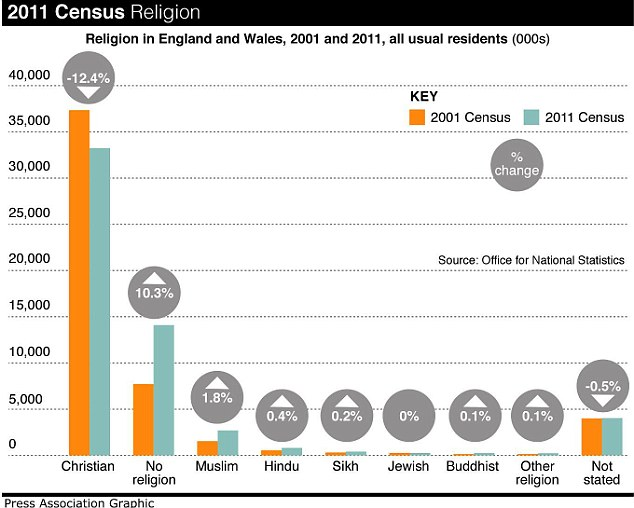 2011 Census Religion
Religion in England and Wales, 2001 and 2011, all usual residents (000s)
40,000
35,000
30,000
25,000
20,000
15,000
10,000
5,000
0
KEY
2001 Census
2011 Census
%
change
Source: Office for National Statistics
-12.4%
10.3%
1.8%
0.4%
0.2%
0%
0.1%
0.1%
-0.5%
Christian
No
religion
Muslim
Hindu
Sikh
Jewish
Buddhist
Other
religion
Not
stated
Press Association Graphic